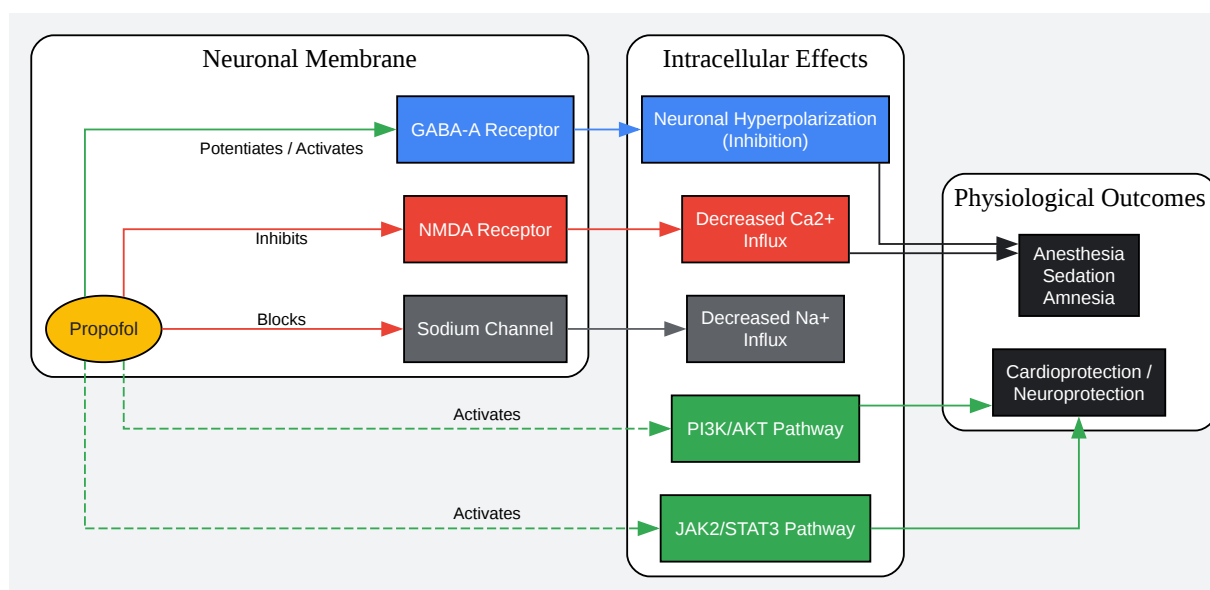 Neuronal Membrane
Intracellular Effects
GABA-A Receptor
Neuronal Hyperpolarization
(Inhibition)
Potentiates / Activates
Physiological Outcomes
NMDA Receptor
Decreased Ca2+
Influx
Inhibits
Anesthesia
Sedation
Amnesia
Propofol
Blocks
Sodium Channel
Decreased Na+
Influx
Cardioprotection /
Neuroprotection
Activates
PI3K/AKT Pathway
Activates
JAK2/STAT3 Pathway